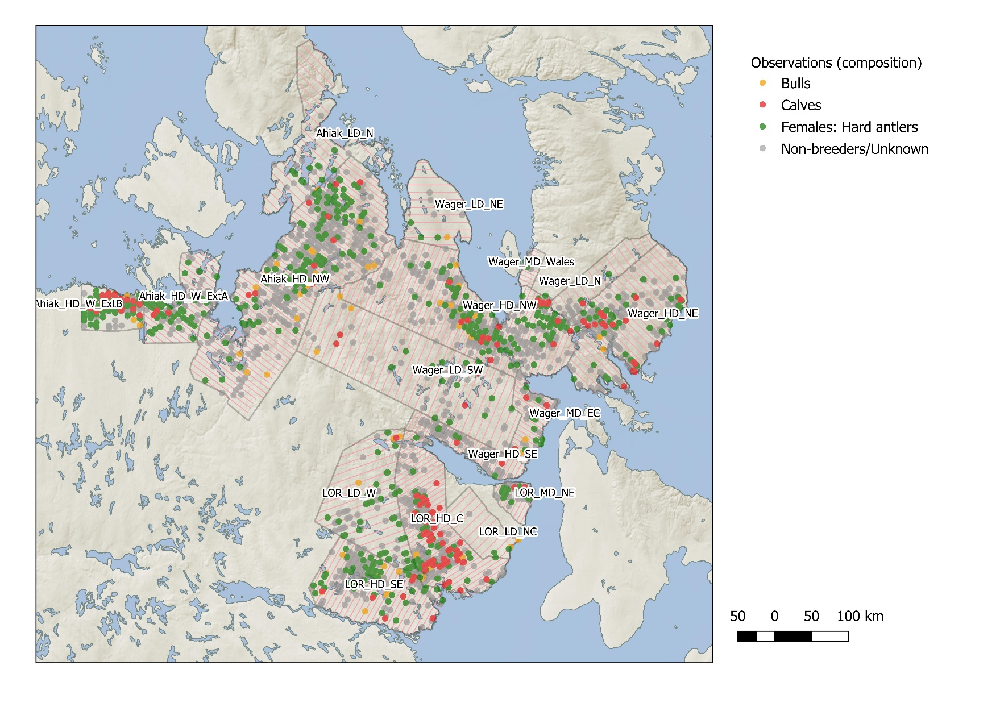 Observations (composition)
Bulls
Calves
Females: Hard antlers
Non-breeders/Unknown
Ahiak_LD_N
Wager_LD_NE
Wager_MD_Wales
Ahiak_HD_NW
Wager_LD_N
Ahiak_HD_W_ExtA
Ahiak_HD_W_ExtB
Wager_HD_NW
Wager_HD_NE
Wager_LD_SW
Wager_MD_EC
Wager_HD_SE
LOR_LD_W
LOR_MD_NE
LOR_HD_C
LOR_LD_NC
LOR_HD_SE
50 0 50 100 km